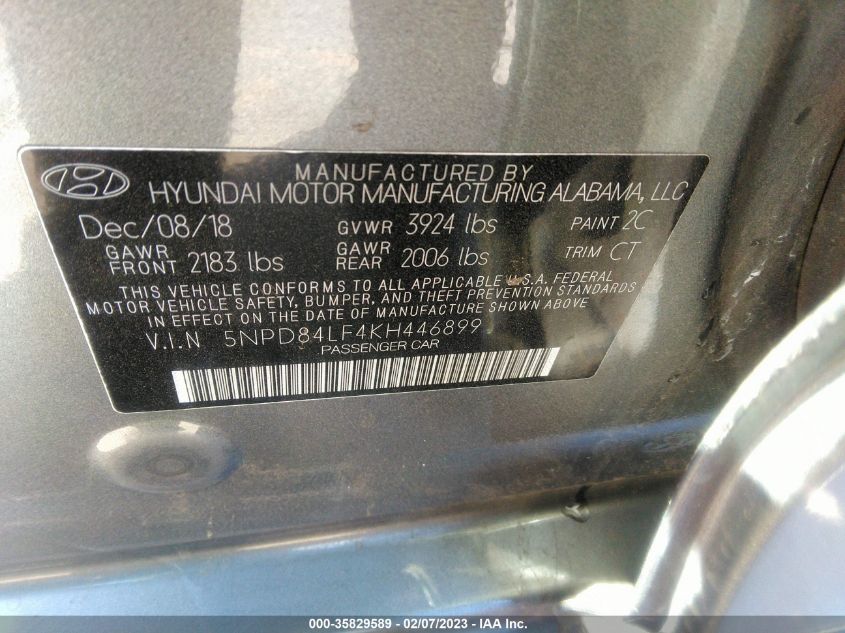 MANUFACTURED BY
HYUNDAI MOTOR MANUFACTURING ALABAMA, LLC
Dec/08/18 GVWR 3924 lbs PAINT 2C
GAWR FRONT 2183 lbs GAWR REAR 2006 lbs TRIM CT
THIS VEHICLE CONFORMS TO ALL APPLICABLE U.S.A. FEDERAL
MOTOR VEHICLE SAFETY, BUMPER, AND THEFT PREVENTION STANDARDS
IN EFFECT ON THE DATE OF MANUFACTURE SHOWN ABOVE
V.I.N 5NPD84LF4KH446899
PASSENGER CAR
000-35829589 — 02/07/2023 — IAA Inc.